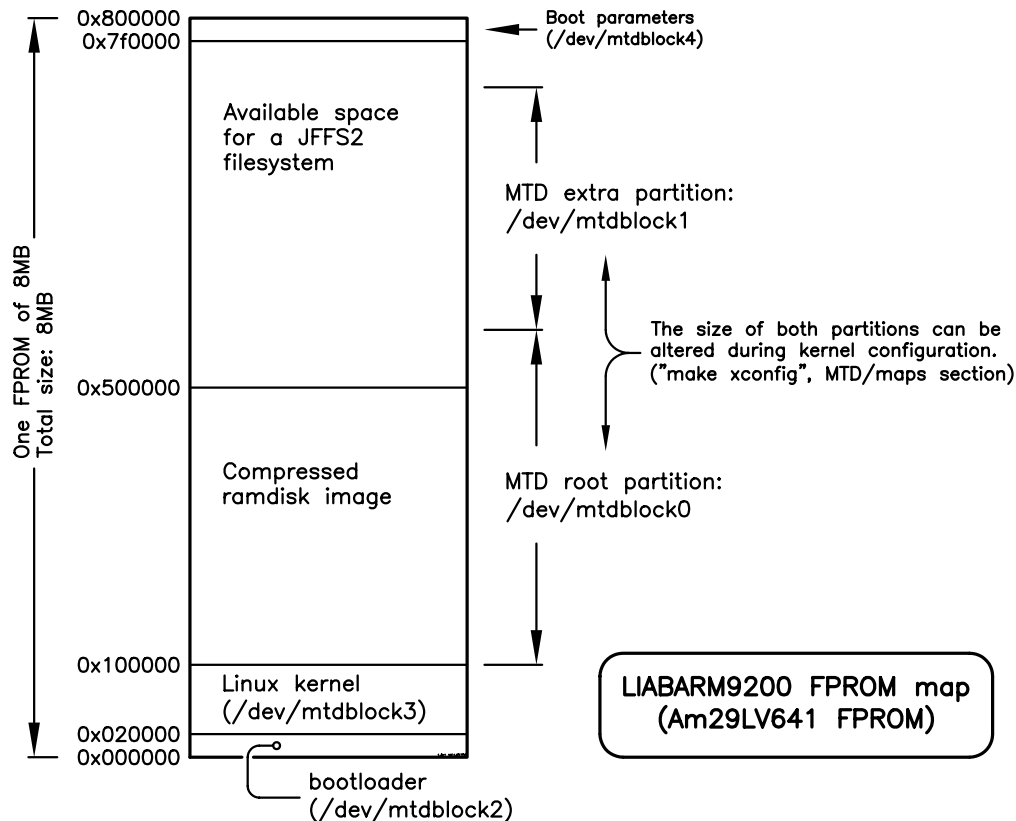 0x800000
0x7f0000
Boot parameters
(/dev/mtdblock4)
Available space
for a JFFS2
filesystem
MTD extra partition:
/dev/mtdblock1
One FPROM of 8MB
Total size: 8MB
The size of both partitions can be
altered during kernel configuration.
("make xconfig", MTD/maps section)
0x500000
Compressed
ramdisk image
MTD root partition:
/dev/mtdblock0
0x100000
Linux kernel
(/dev/mtdblock3)
LIABARM9200 FPROM map
(Am29LV641 FPROM)
0x020000
0x000000
bootloader
(/dev/mtdblock2)